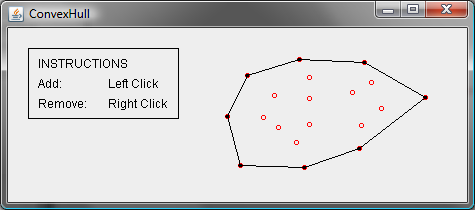 ConvexHull
INSTRUCTIONS
Add: Left Click
Remove: Right Click